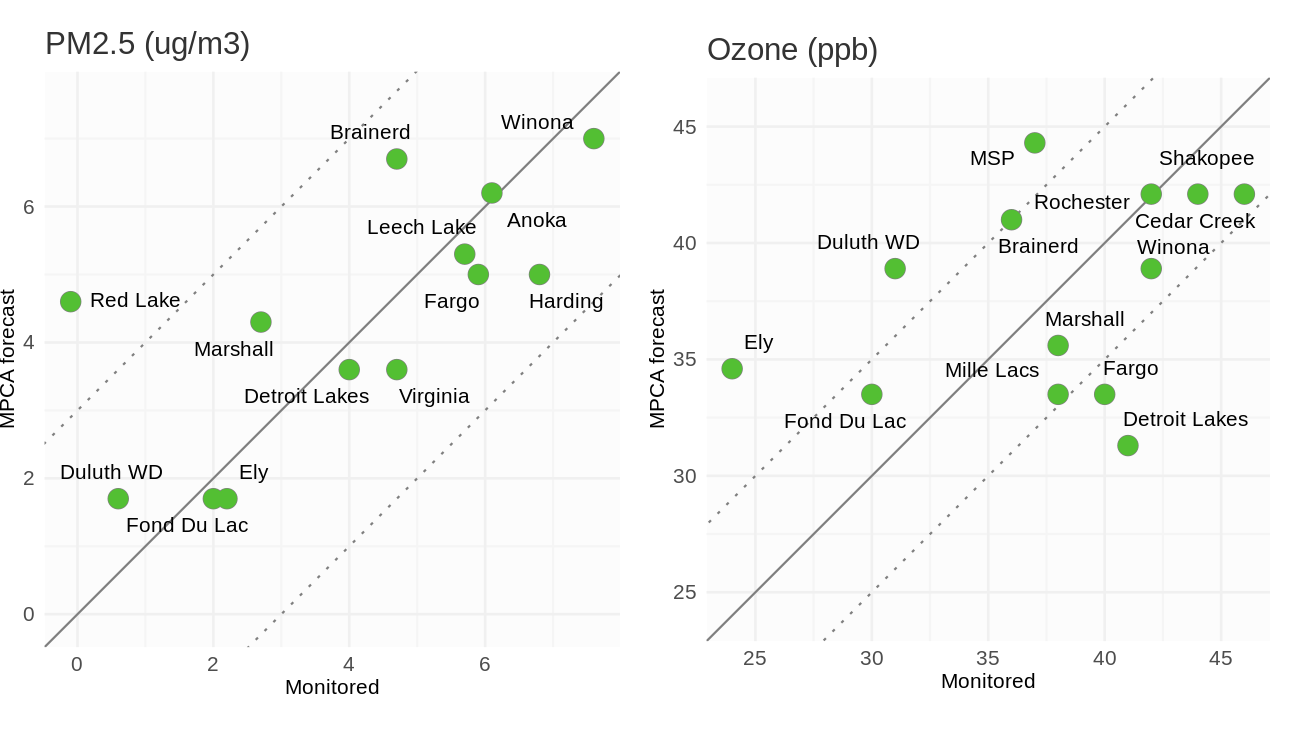 PM2.5 (ug/m3)
MPCA forecast
6
4
2
0
Brainerd
Winona
Leech Lake
Anoka
Red Lake
Fargo
Harding
Marshall
Detroit Lakes
Virginia
Duluth WD
Ely
Fond Du Lac
0
2
4
6
Monitored
Ozone (ppb)
MPCA forecast
45
40
35
30
25
MSP
Shakopee
Rochester
Cedar Creek
Duluth WD
Brainerd
Winona
Marshall
Ely
Mille Lacs
Fargo
Fond Du Lac
Detroit Lakes
25
30
35
40
45
Monitored